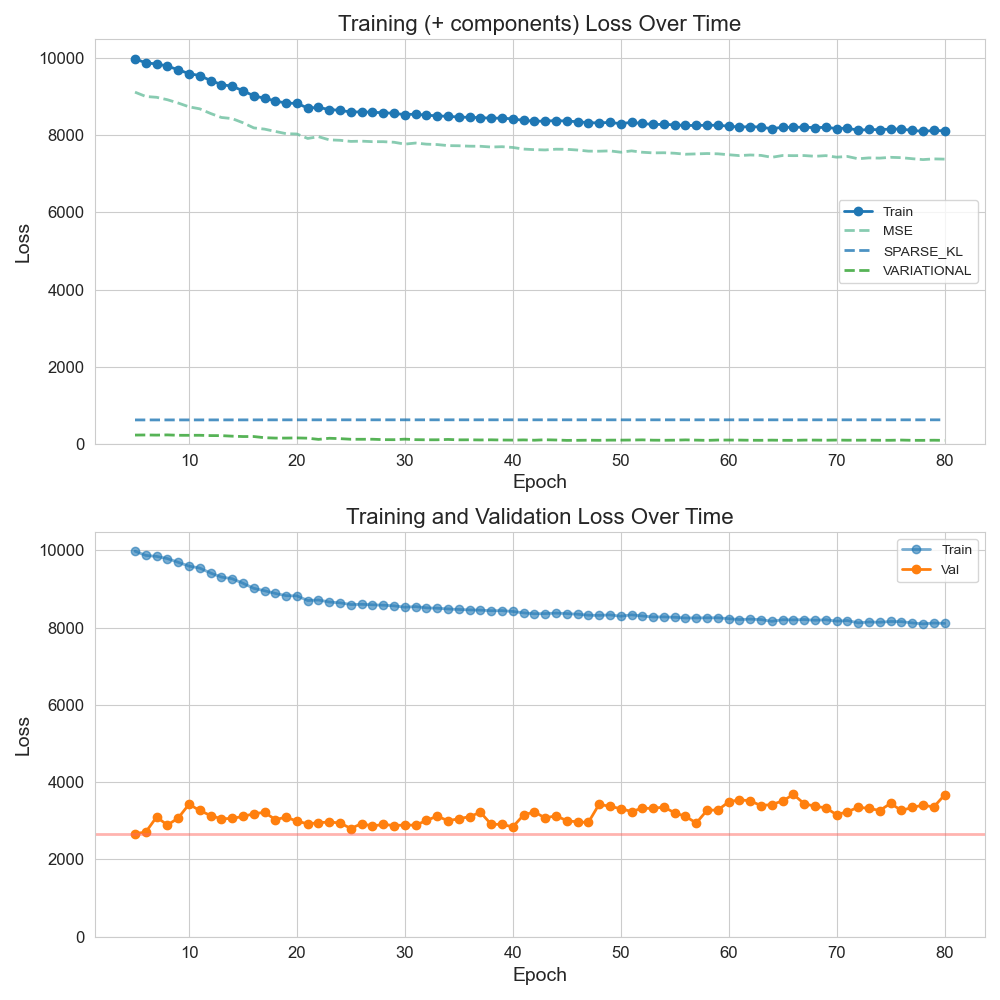 Training (+ components) Loss Over Time
10000
8000
6000
4000
2000
0
Loss
Train
MSE
SPARSE_KL
VARIATIONAL
10 20 30 40 50 60 70 80
Epoch
Training and Validation Loss Over Time
10000
8000
6000
4000
2000
0
Loss
Train
Val
10 20 30 40 50 60 70 80
Epoch